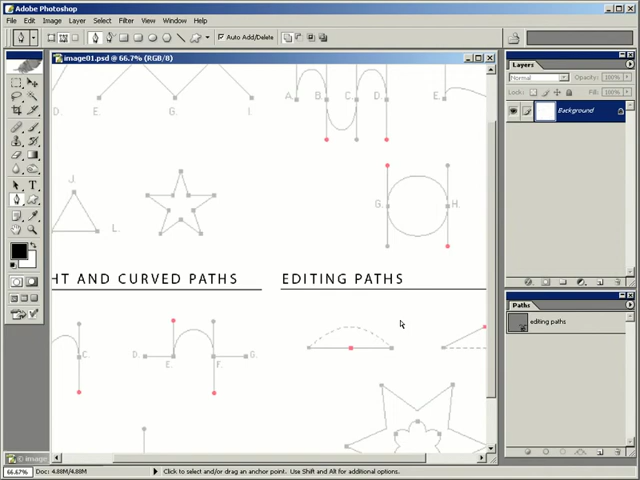 Adobe Photoshop
File Edit Image Layer Select Filter View Window Help
Auto Add/Delete
image01.psd @ 66.7% (RGB/8)
D. E. G. I.
A. B. C. D. E.
J.
L.
G. H.
HT AND CURVED PATHS
EDITING PATHS
C. D. E. F. G.
Layers
Normal Opacity: 100%
Lock: Fill: 100%
Background
Paths
editing paths
image
66.67% Doc: 4.88M/4.88M Click to select and/or drag an anchor point. Use Shift and Alt for additional options.